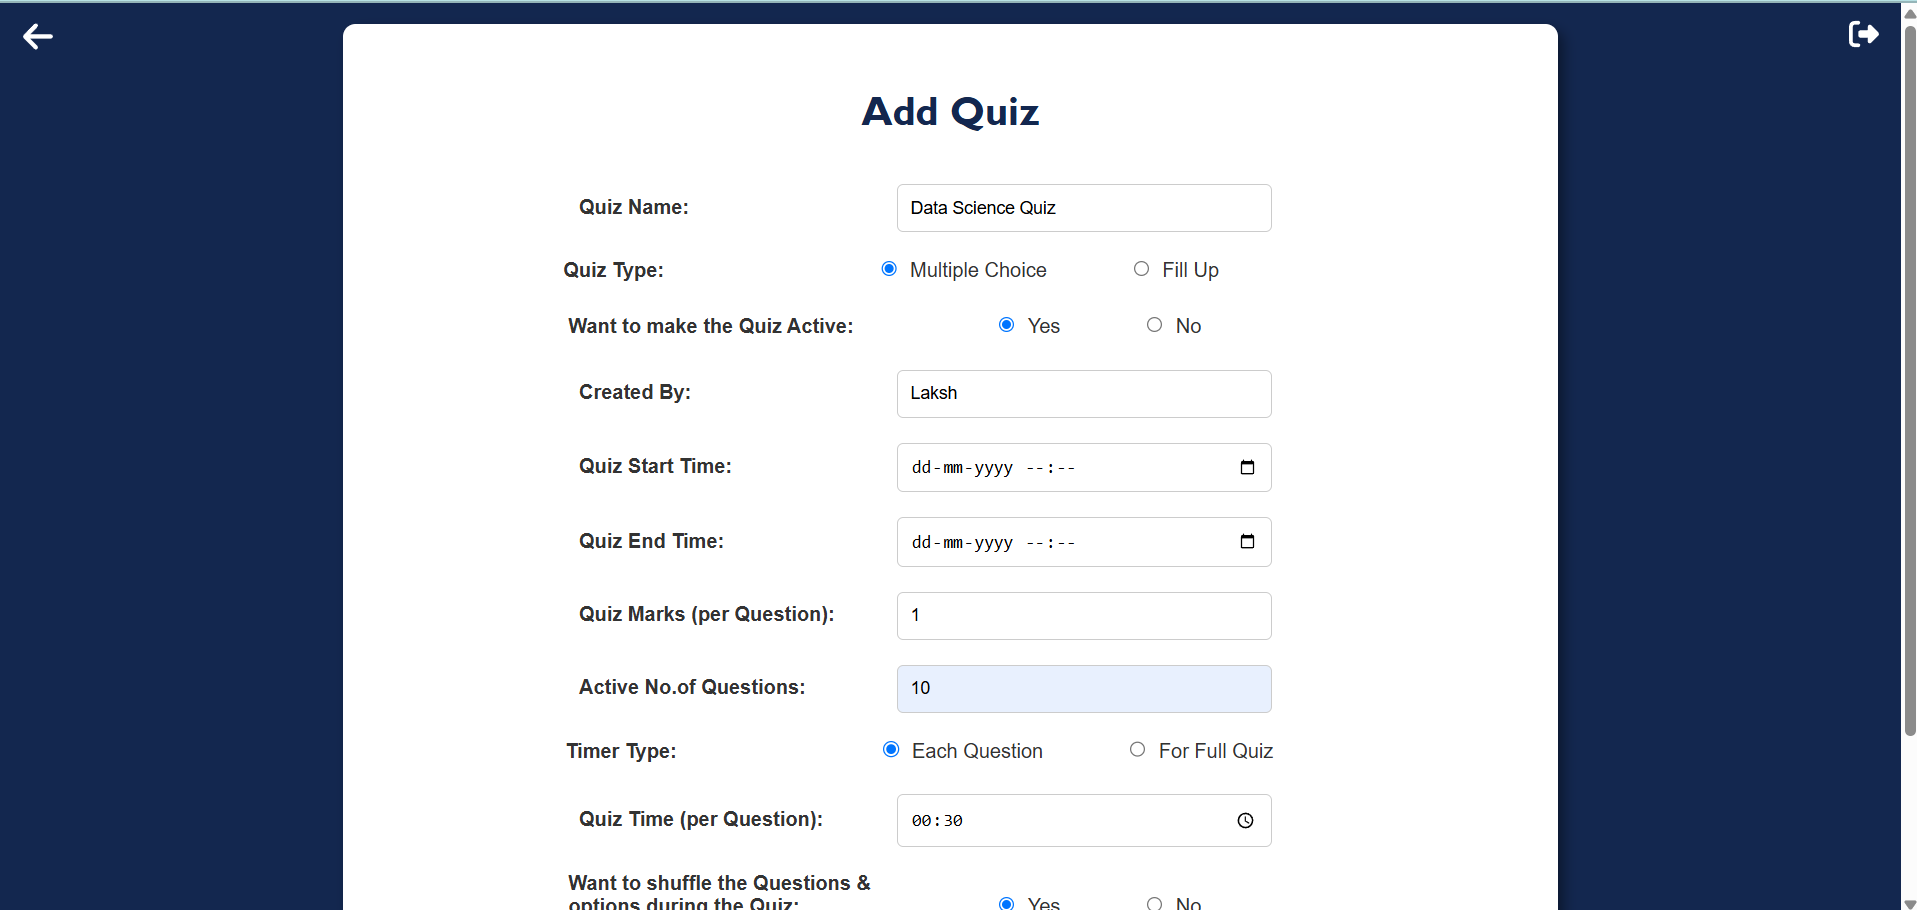 Add Quiz
Quiz Name: Data Science Quiz
Quiz Type: Multiple Choice Fill Up
Want to make the Quiz Active: Yes No
Created By: Laksh
Quiz Start Time: dd-mm-yyyy --:--
Quiz End Time: dd-mm-yyyy --:--
Quiz Marks (per Question): 1
Active No.of Questions: 10
Timer Type: Each Question For Full Quiz
Quiz Time (per Question): 00:30
Want to shuffle the Questions &
options during the Quiz: Yes No